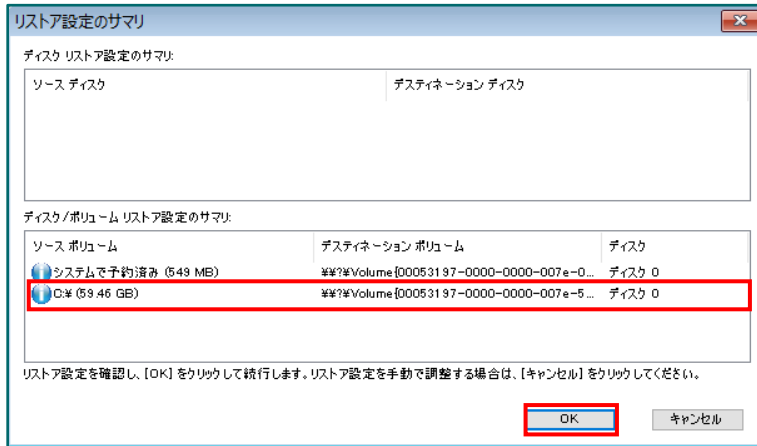 リストア設定のサマリ
ディスク リストア設定のサマリ:
ソース ディスク デスティネーション ディスク
ディスク/ボリューム リストア設定のサマリ:
ソース ボリューム デスティネーション ボリューム ディスク
システムで予約済み (549 MB) ¥¥?¥Volume{00053197-0000-0000-007e-0... ディスク 0
C:¥ (59.46 GB) ¥¥?¥Volume{00053197-0000-0000-007e-5... ディスク 0
リストア設定を確認し、[OK] をクリックして続行します。リストア設定を手動で調整する場合は、[キャンセル] をクリックしてください。
OK キャンセル